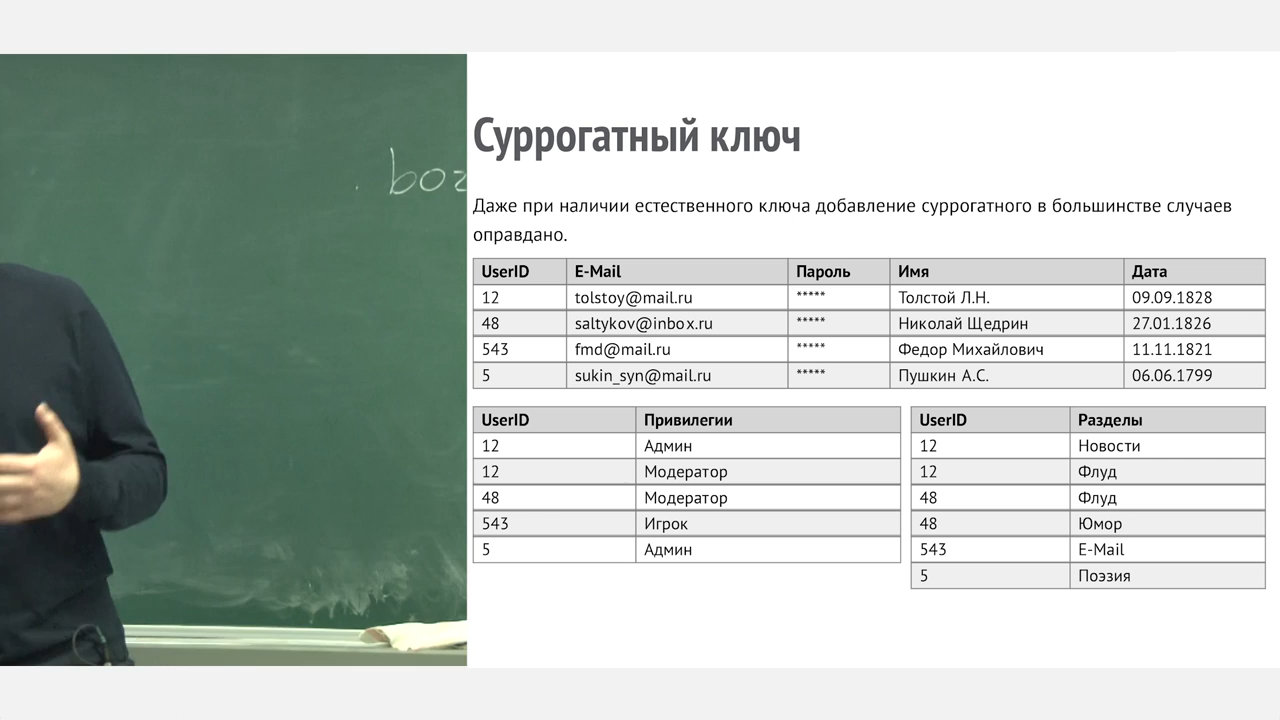 Суррогатный ключ
Даже при наличии естественного ключа добавление суррогатного в большинстве случаев
оправдано.
UserID E-Mail Пароль Имя Дата
12 tolstoy@mail.ru ***** Толстой Л.Н. 09.09.1828
48 saltykov@inbox.ru ***** Николай Щедрин 27.01.1826
543 fmd@mail.ru ***** Федор Михайлович 11.11.1821
5 sukin_syn@mail.ru ***** Пушкин А.С. 06.06.1799
UserID Привилегии
12 Админ
12 Модератор
48 Модератор
543 Игрок
5 Админ
UserID Разделы
12 Новости
12 Флуд
48 Флуд
48 Юмор
543 E-Mail
5 Поэзия